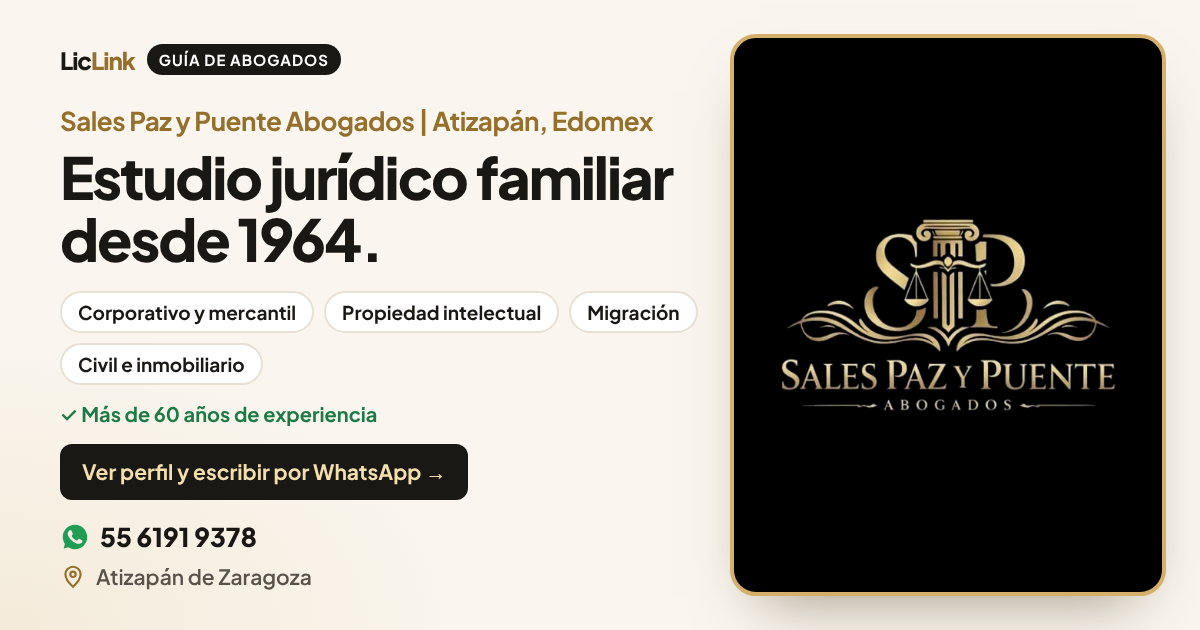 LicLink
GUÍA DE ABOGADOS
Sales Paz y Puente Abogados | Atizapán, Edomex
Estudio jurídico familiar
desde 1964.
Corporativo y mercantil
Propiedad intelectual
Migración
Civil e inmobiliario
✓ Más de 60 años de experiencia
Ver perfil y escribir por WhatsApp →
55 6191 9378
Atizapán de Zaragoza
SP
SALES PAZ Y PUENTE
ABOGADOS